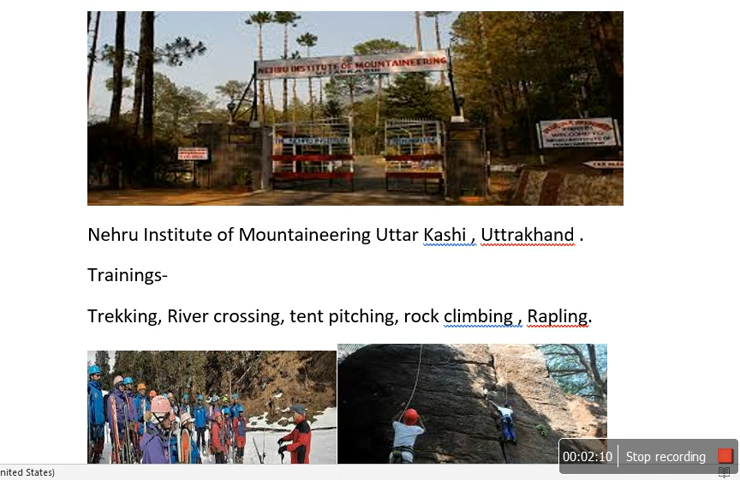 NEHRU INSTITUTE OF MOUNTAINEERING
UTTARKASHI
Nehru Institute of Mountaineering Uttar Kashi , Uttrakhand .
Trainings-
Trekking, River crossing, tent pitching, rock climbing , Rapling.
00:02:10 Stop recording
nited States)